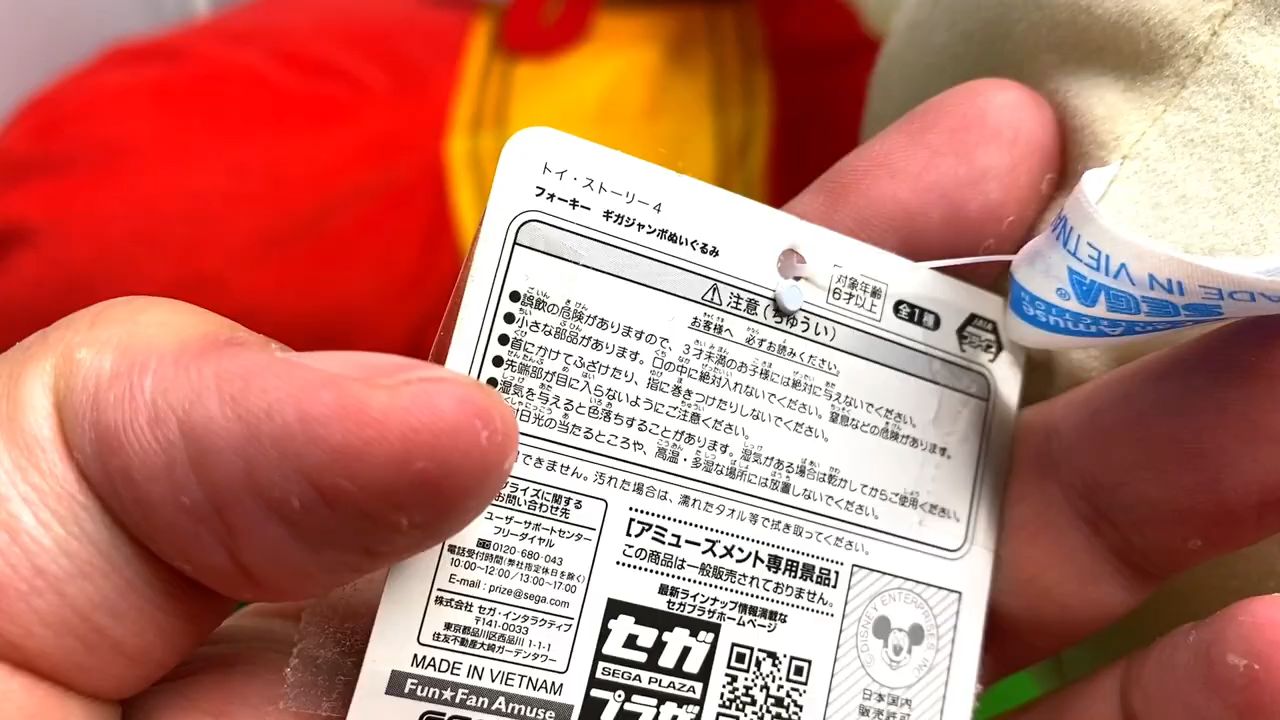 トイ・ストーリー4
フォーキー ギガジャンボぬいぐるみ
対象年齢
6才以上
全1種
⚠注意(ちゅうい)
お客様へ 必ずお読みください。
●誤飲の危険がありますので、3才未満のお子様には絶対に与えないでください。
●小さな部品があります。口の中に絶対入れないでください。窒息などの危険があります。
●首にかけてふざけたり、指に巻きつけたりしないでください。
●先端部が目に入らないようにご注意ください。
●湿気を与えると色落ちすることがあります。湿気がある場合は乾かしてからご使用ください。
日光の当たるところや、高温・多湿な場所には放置しないでください。
できません。汚れた場合は、濡れたタオル等で拭き取ってください。
プライズに関する
お問い合わせ先
ユーザーサポートセンター
フリーダイヤル
0120-680-043
電話受付時間(弊社指定休日を除く)
10:00~12:00/13:00~17:00
E-mail : prize@sega.com
株式会社 セガ・インタラクティブ
〒141-0033
東京都品川区西品川 1-1-1
住友不動産大崎ガーデンタワー
MADE IN VIETNAM
Fun★Fan Amuse
[アミューズメント専用景品]
この商品は一般販売されておりません。
最新ラインナップ情報満載な
セガプラザホームページ
セガ
SEGA PLAZA
プラザ
©DISNEY ENTERPRISES, INC.
日本国内
販売許可
MADE IN VIETNA
SEGA®
Fan Amuse